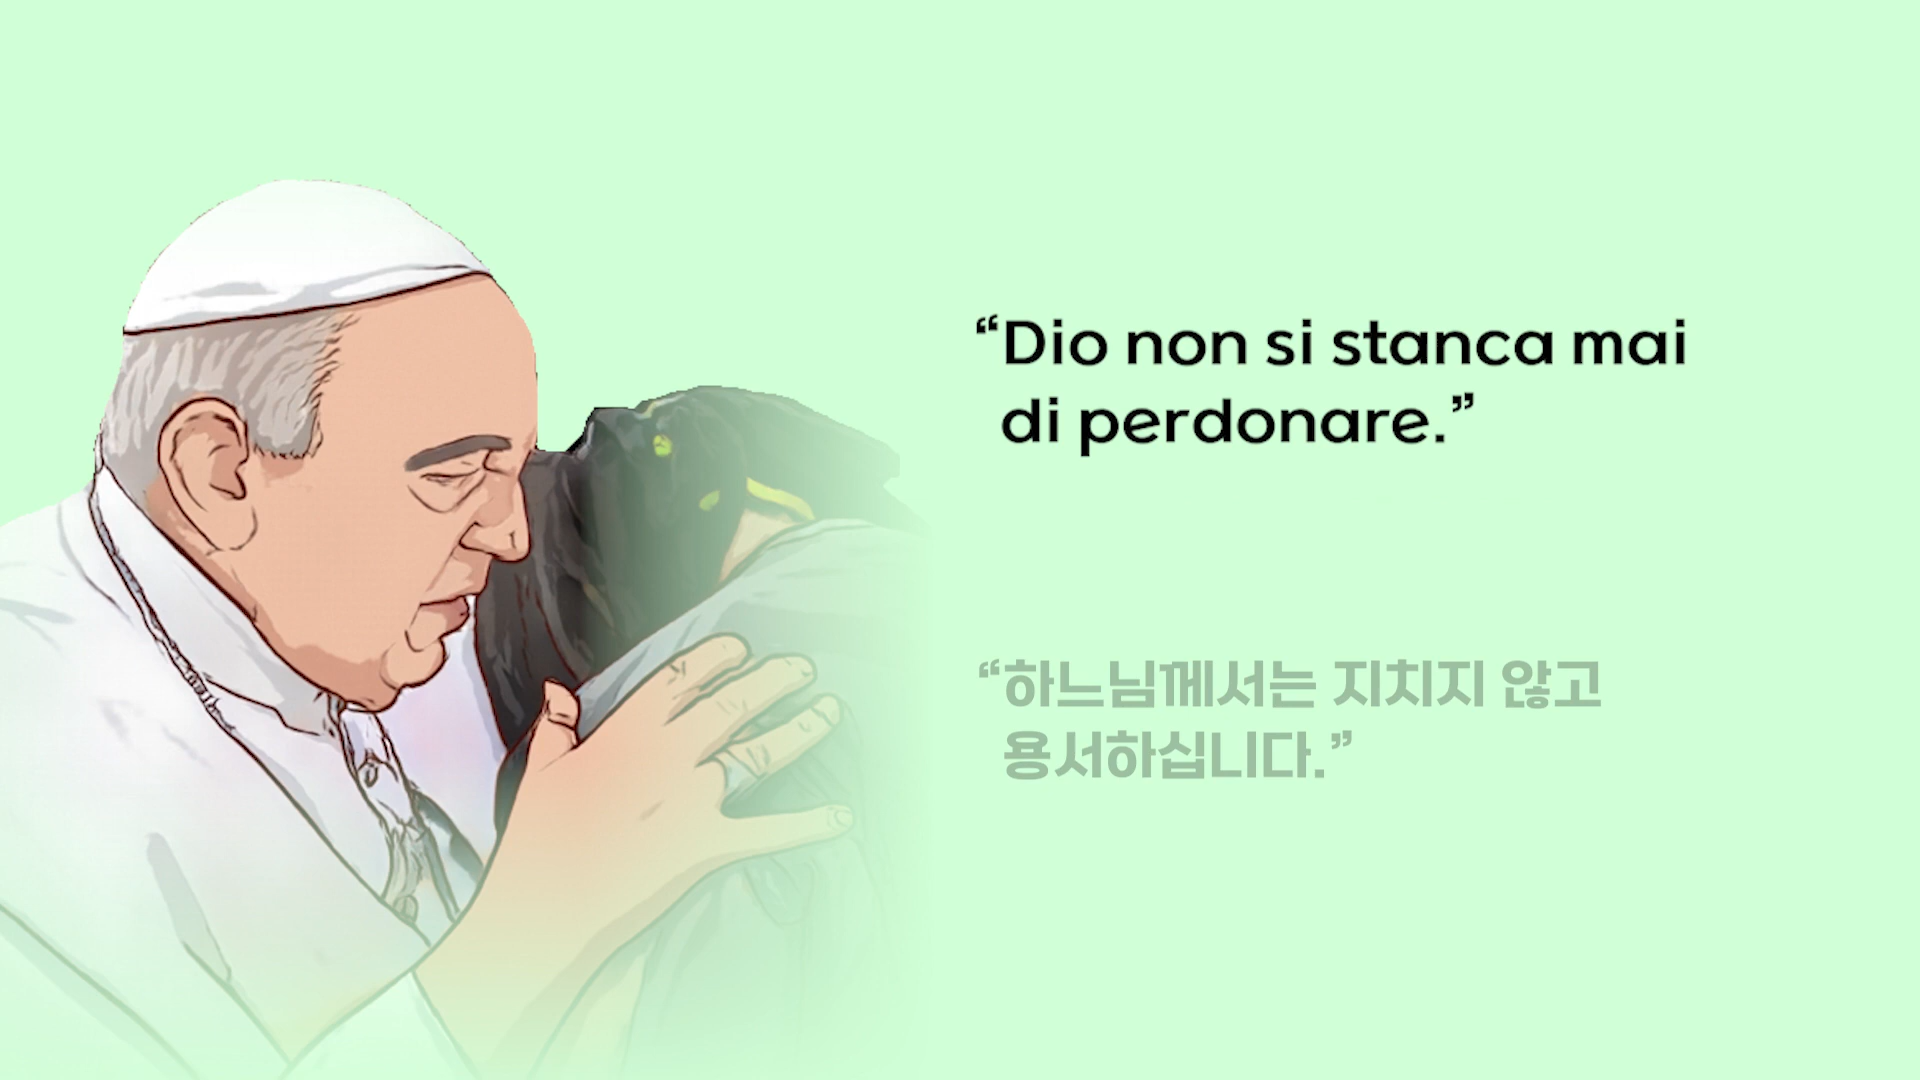 “Dio non si stanca mai
di perdonare.”
“하느님께서는 지치지 않고
용서하십니다.”